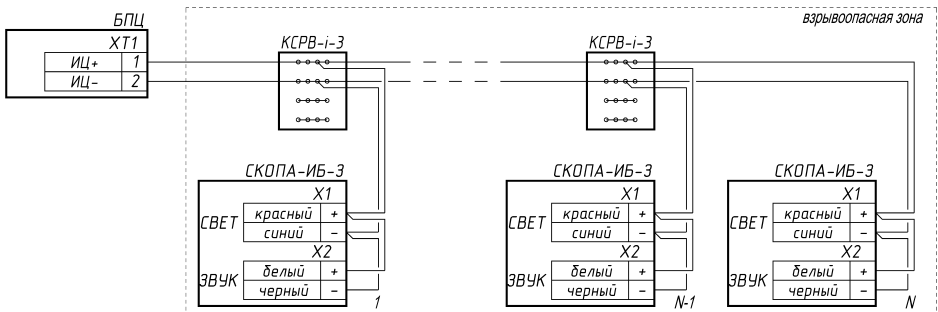 взрывоопасная зона
БПЦ
ХТ1
ИЦ+ 1
ИЦ- 2
КСРВ-i-3
КСРВ-i-3
СКОПА-ИБ-3
Х1
СВЕТ
красный +
синий -
Х2
ЗВУК
белый +
черный -
1
СКОПА-ИБ-3
Х1
СВЕТ
красный +
синий -
Х2
ЗВУК
белый +
черный -
N-1
СКОПА-ИБ-3
Х1
СВЕТ
красный +
синий -
Х2
ЗВУК
белый +
черный -
N